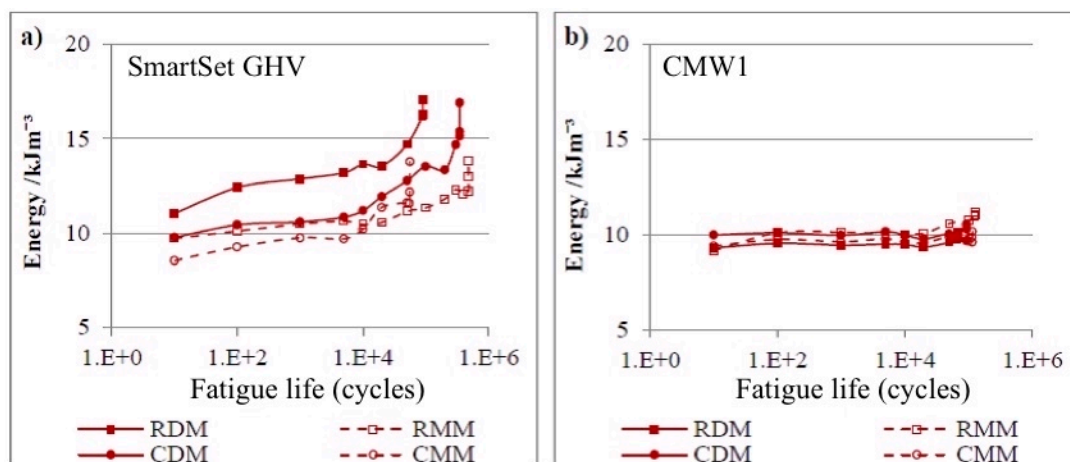 a)
20
SmartSet GHV
15
10
5
Energy /kJm⁻³
1.E+0 1.E+2 1.E+4 1.E+6
Fatigue life (cycles)
RDM RMM
CDM CMM
b)
20
CMW1
15
10
5
Energy /kJm⁻³
1.E+0 1.E+2 1.E+4 1.E+6
Fatigue life (cycles)
RDM RMM
CDM CMM